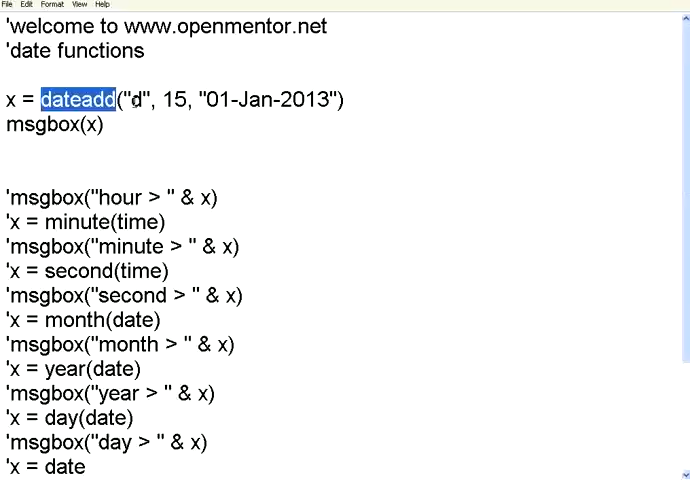 File Edit Format View Help
'welcome to www.openmentor.net
'date functions
x = dateadd("d", 15, "01-Jan-2013")
msgbox(x)
'msgbox("hour > " & x)
'x = minute(time)
'msgbox("minute > " & x)
'x = second(time)
'msgbox("second > " & x)
'x = month(date)
'msgbox("month > " & x)
'x = year(date)
'msgbox("year > " & x)
'x = day(date)
'msgbox("day > " & x)
'x = date